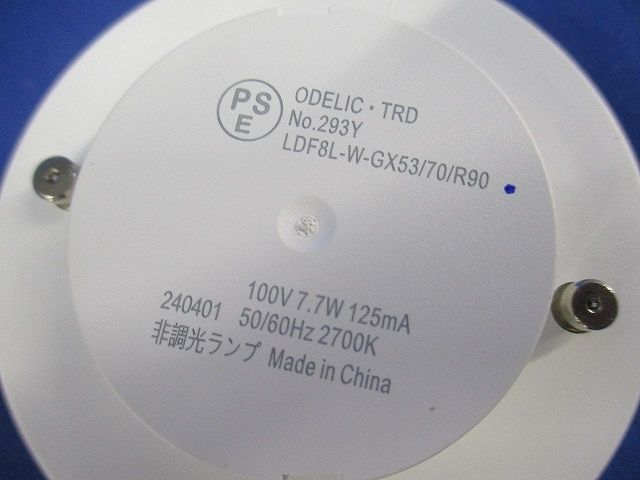 PSE
ODELIC・TRD
No.293Y
LDF8L-W-GX53/70/R90
100V 7.7W 125mA
240401 50/60Hz 2700K
非調光ランプ Made in China